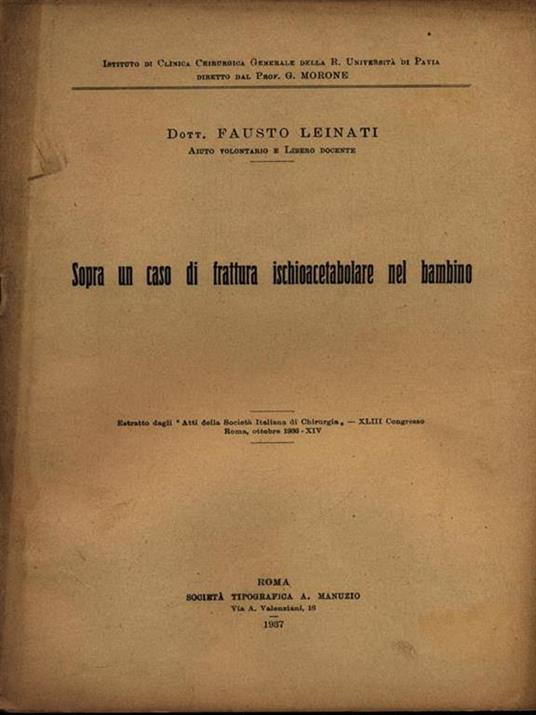 Istituto di Clinica Chirurgica Generale della R. Università di Pavia
diretto dal Prof. G. MORONE
Dott. FAUSTO LEINATI
Aiuto volontario e Libero docente
Sopra un caso di frattura ischioacetabolare nel bambino
Estratto dagli "Atti della Società Italiana di Chirurgia„ — XLIII Congresso
Roma, ottobre 1936-XIV
ROMA
SOCIETÀ TIPOGRAFICA A. MANUZIO
Via A. Valenziani, 16
1937